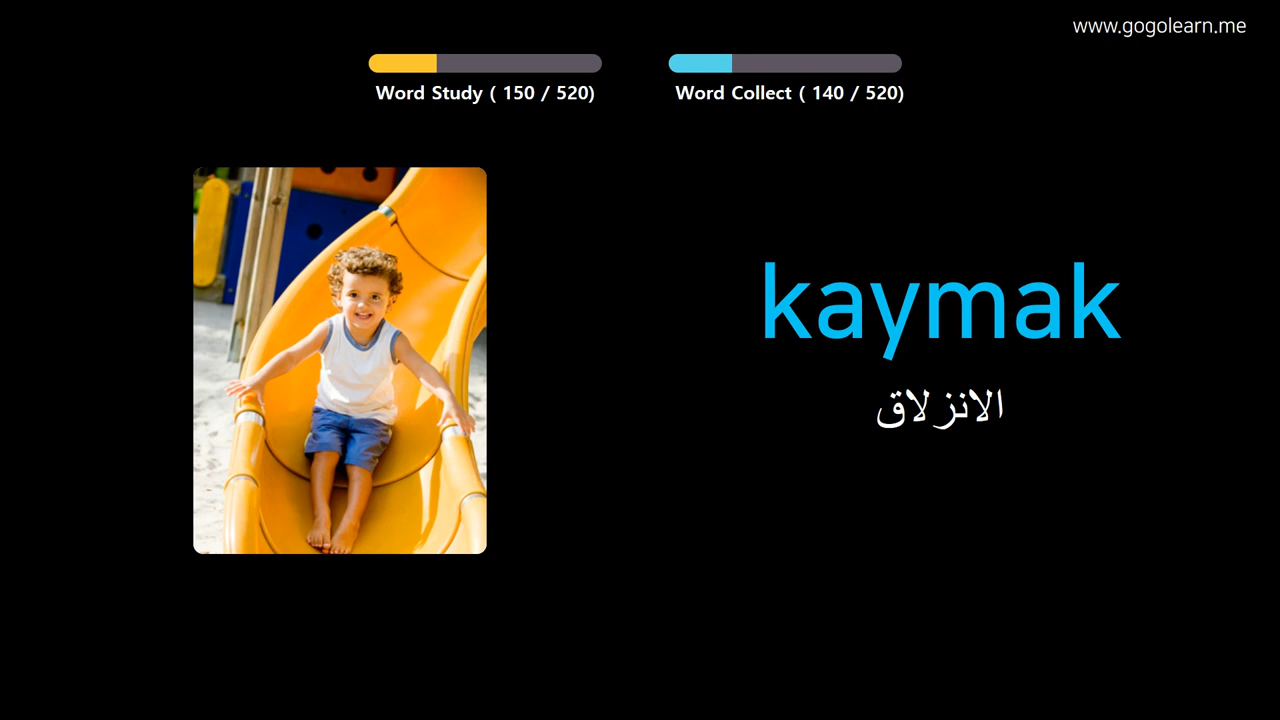 www.gogolearn.me
Word Study ( 150 / 520)
Word Collect ( 140 / 520)
kaymak
الانزلاق